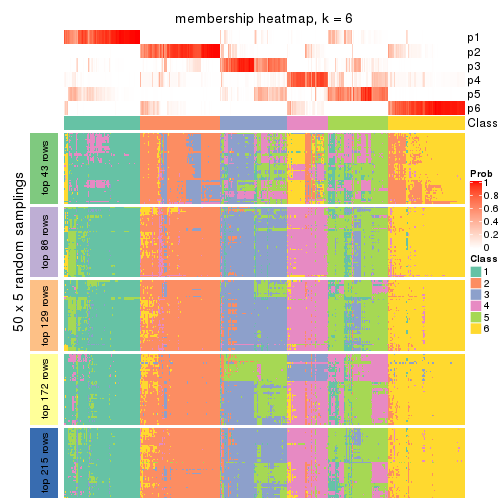 membership heatmap, k = 6
p1
p2
p3
p4
p5
p6
Class
50 x 5 random samplings
top 43 rows
top 86 rows
top 129 rows
top 172 rows
top 215 rows
Prob
1
0.8
0.6
0.4
0.2
0
Class
1
2
3
4
5
6